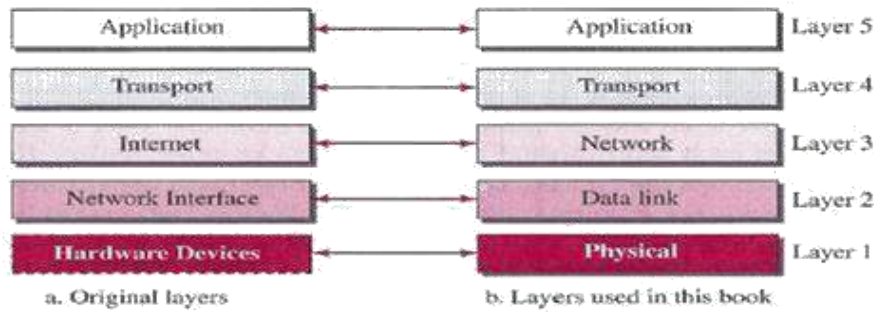 Application Application Layer 5
Transport Transport Layer 4
Internet Network Layer 3
Network Interface Data link Layer 2
Hardware Devices Physical Layer 1
a. Original layers b. Layers used in this book